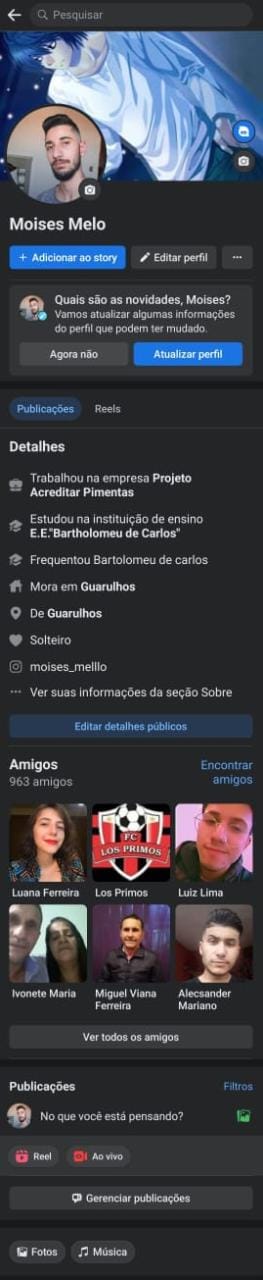 Pesquisar
Moises Melo
+ Adicionar ao story
Editar perfil
Quais são as novidades, Moises?
Vamos atualizar algumas informações
do perfil que podem ter mudado.
Agora não
Atualizar perfil
Publicações
Reels
Detalhes
Trabalhou na empresa Projeto
Acreditar Pimentas
Estudou na instituição de ensino
E.E."Bartholomeu de Carlos"
Frequentou Bartolomeu de carlos
Mora em Guarulhos
De Guarulhos
Solteiro
moises_melllo
Ver suas informações da seção Sobre
Editar detalhes públicos
Amigos
963 amigos
Encontrar
amigos
FC
LOS PRIMOS
Luana Ferreira
Los Primos
Luiz Lima
Ivonete Maria
Miguel Viana
Ferreira
Alecsander
Mariano
Ver todos os amigos
Publicações
Filtros
No que você está pensando?
Reel
Ao vivo
Gerenciar publicações
Fotos
Música